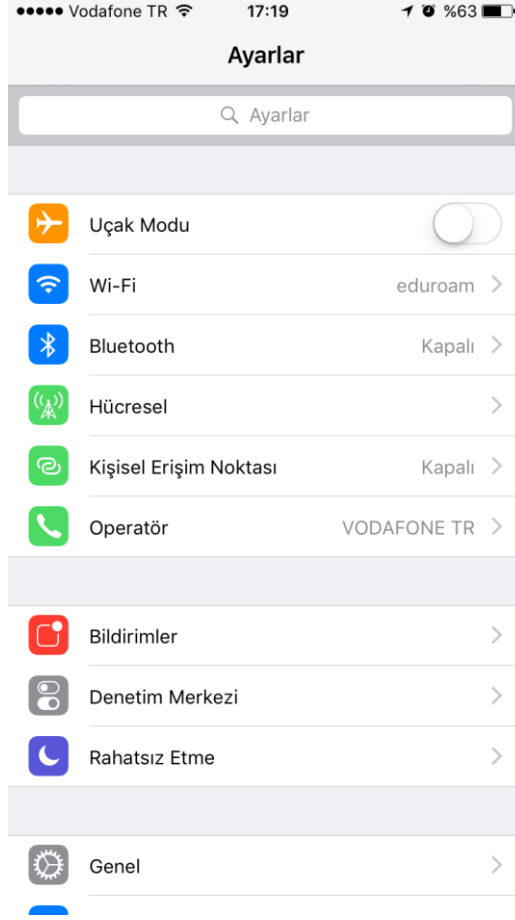 Vodafone TR 17:19 %63
Ayarlar
Ayarlar
Uçak Modu
Wi-Fi eduroam
Bluetooth Kapalı
Hücresel
Kişisel Erişim Noktası Kapalı
Operatör VODAFONE TR
Bildirimler
Denetim Merkezi
Rahatsız Etme
Genel